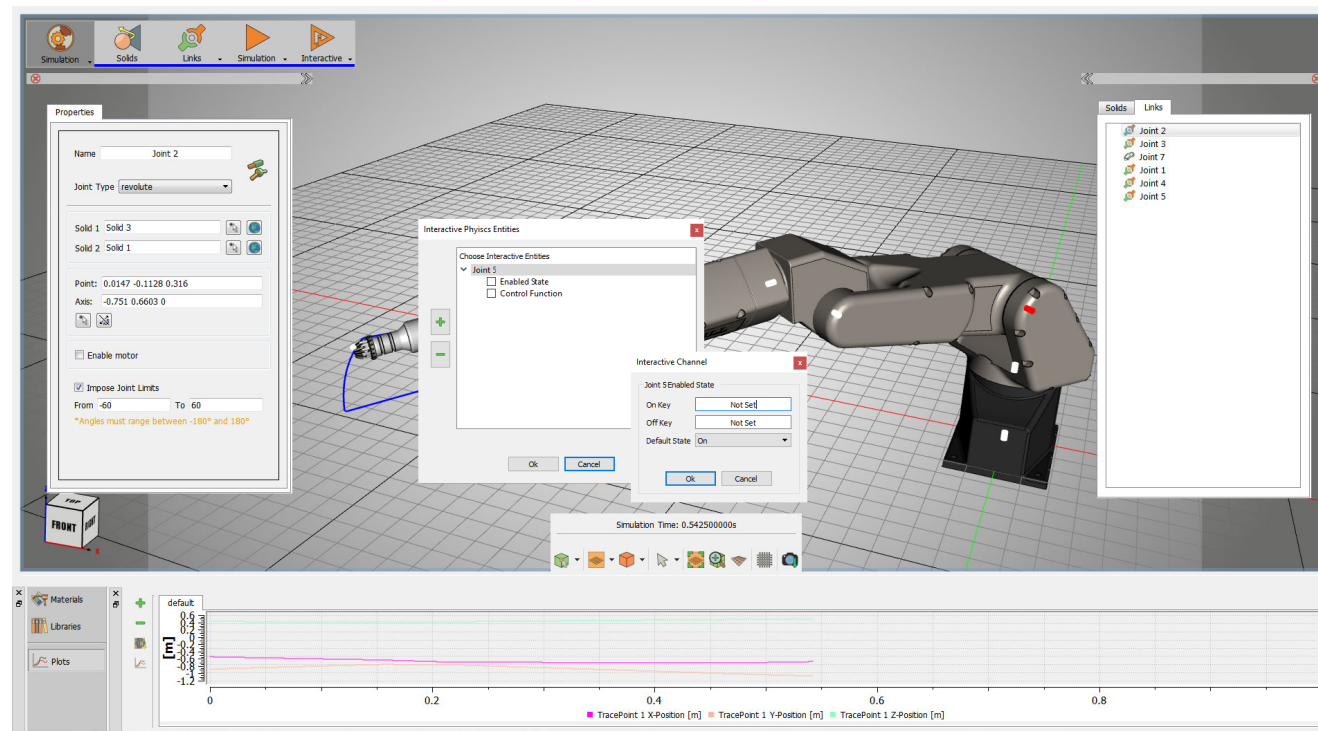 Simulation
Solids
Links
Simulation
Interactive
Properties
Name Joint 2
Joint Type revolute
Solid 1 Solid 3
Solid 2 Solid 1
Point: 0.0147 -0.1128 0.316
Axis: -0.751 0.6603 0
Enable motor
Impose Joint Limits
From -60 To 60
*Angles must range between -180° and 180°
Interactive Phyiscs Entities
x
Choose Interactive Entities
Joint 5
Enabled State
Control Function
Ok Cancel
Interactive Channel
x
Joint 5Enabled State
On Key Not Set
Off Key Not Set
Default State On
Ok Cancel
Solids Links
Joint 2
Joint 3
Joint 7
Joint 1
Joint 4
Joint 5
TOP
FRONT
RIGHT
x
Simulation Time: 0.542500000s
Materials
Libraries
Plots
default
[m]
0.6
0.4
0.2
0
-0.2
-0.4
-0.6
-0.8
-1
-1.2
0 0.2 0.4 0.6 0.8
TracePoint 1 X-Position [m] TracePoint 1 Y-Position [m] TracePoint 1 Z-Position [m]